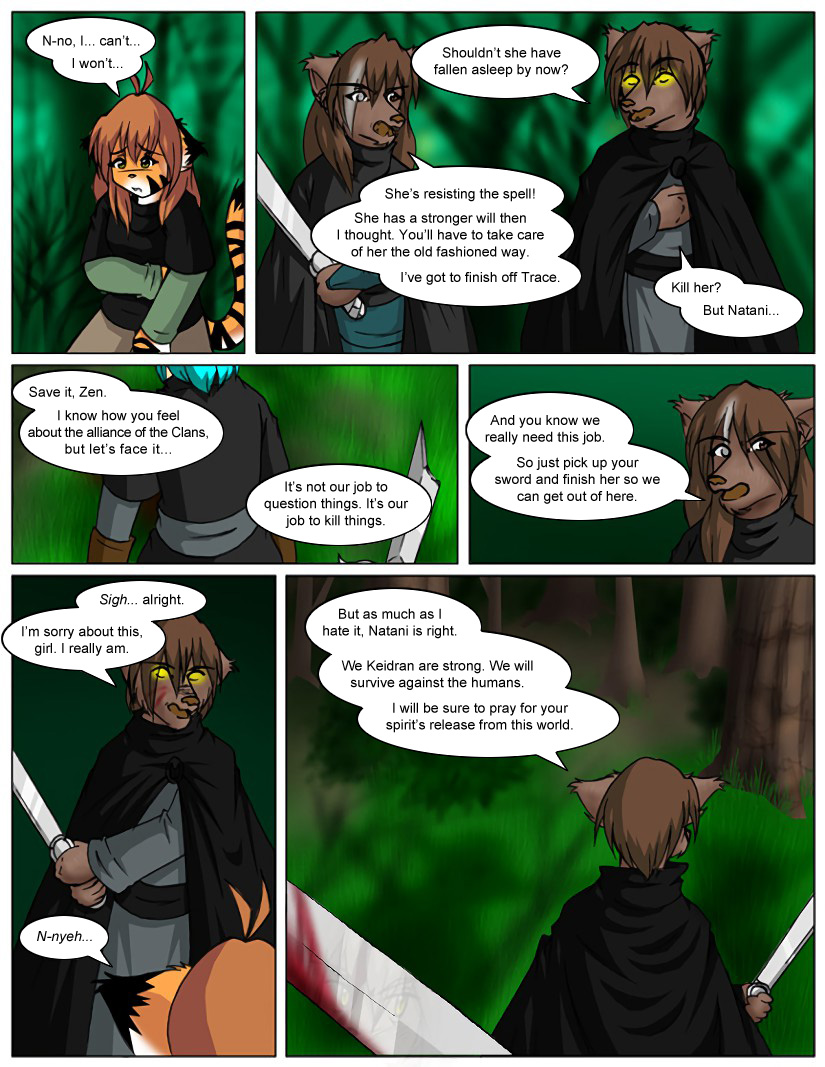 N-no, I... can't...
I won't...
Shouldn't she have
fallen asleep by now?
She's resisting the spell!
She has a stronger will then
I thought. You'll have to take care
of her the old fashioned way.
I've got to finish off Trace.
Kill her?
But Natani...
Save it, Zen.
I know how you feel
about the alliance of the Clans,
but let's face it...
It's not our job to
question things. It's our
job to kill things.
And you know we
really need this job.
So just pick up your
sword and finish her so we
can get out of here.
Sigh... alright.
I'm sorry about this,
girl. I really am.
N-nyeh...
But as much as I
hate it, Natani is right.
We Keidran are strong. We will
survive against the humans.
I will be sure to pray for your
spirit's release from this world.